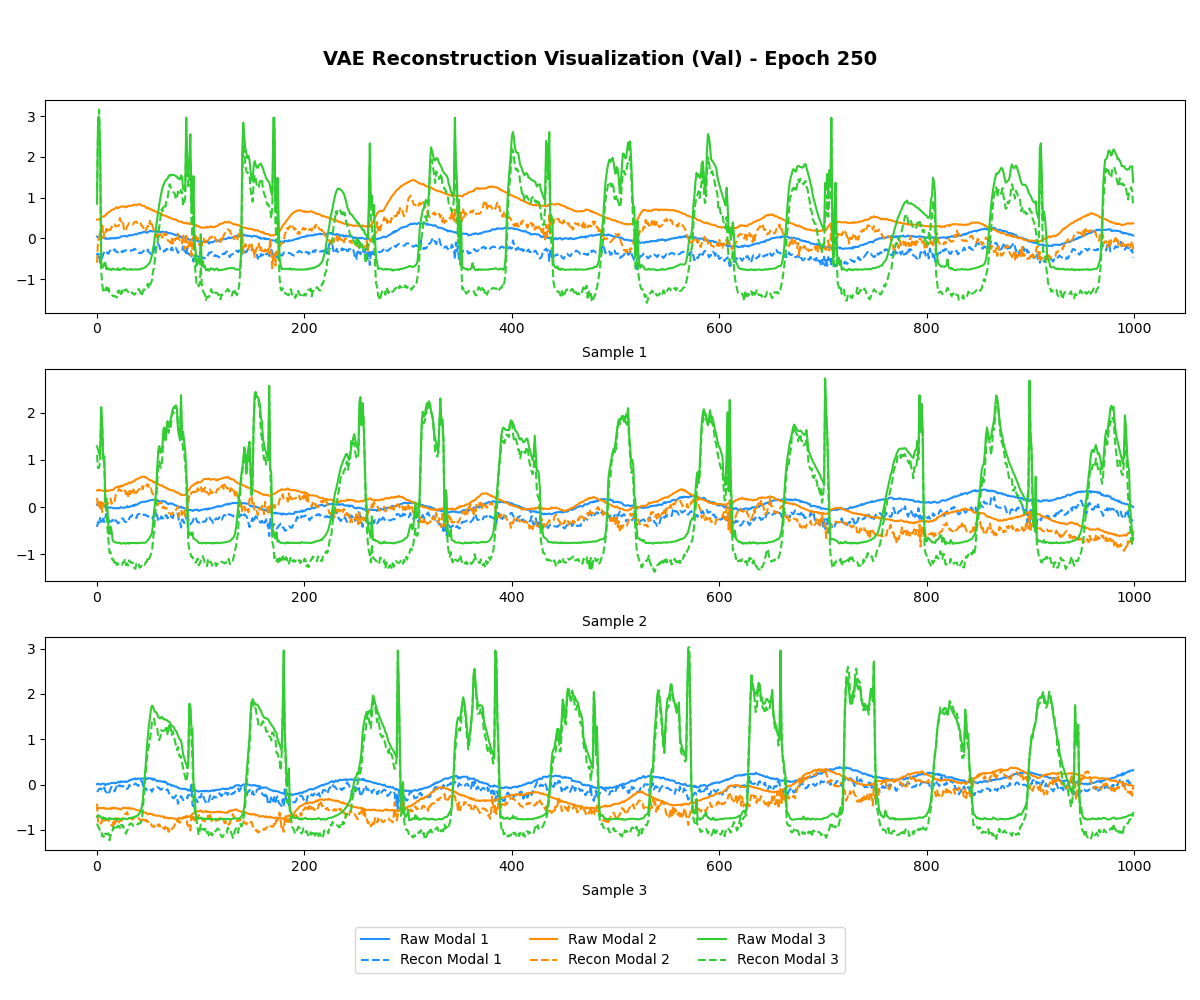 VAE Reconstruction Visualization (Val) - Epoch 250
3
2
1
0
−1
0 200 400 600 800 1000
Sample 1
2
1
0
−1
0 200 400 600 800 1000
Sample 2
3
2
1
0
−1
0 200 400 600 800 1000
Sample 3
Raw Modal 1 Raw Modal 2 Raw Modal 3
Recon Modal 1 Recon Modal 2 Recon Modal 3